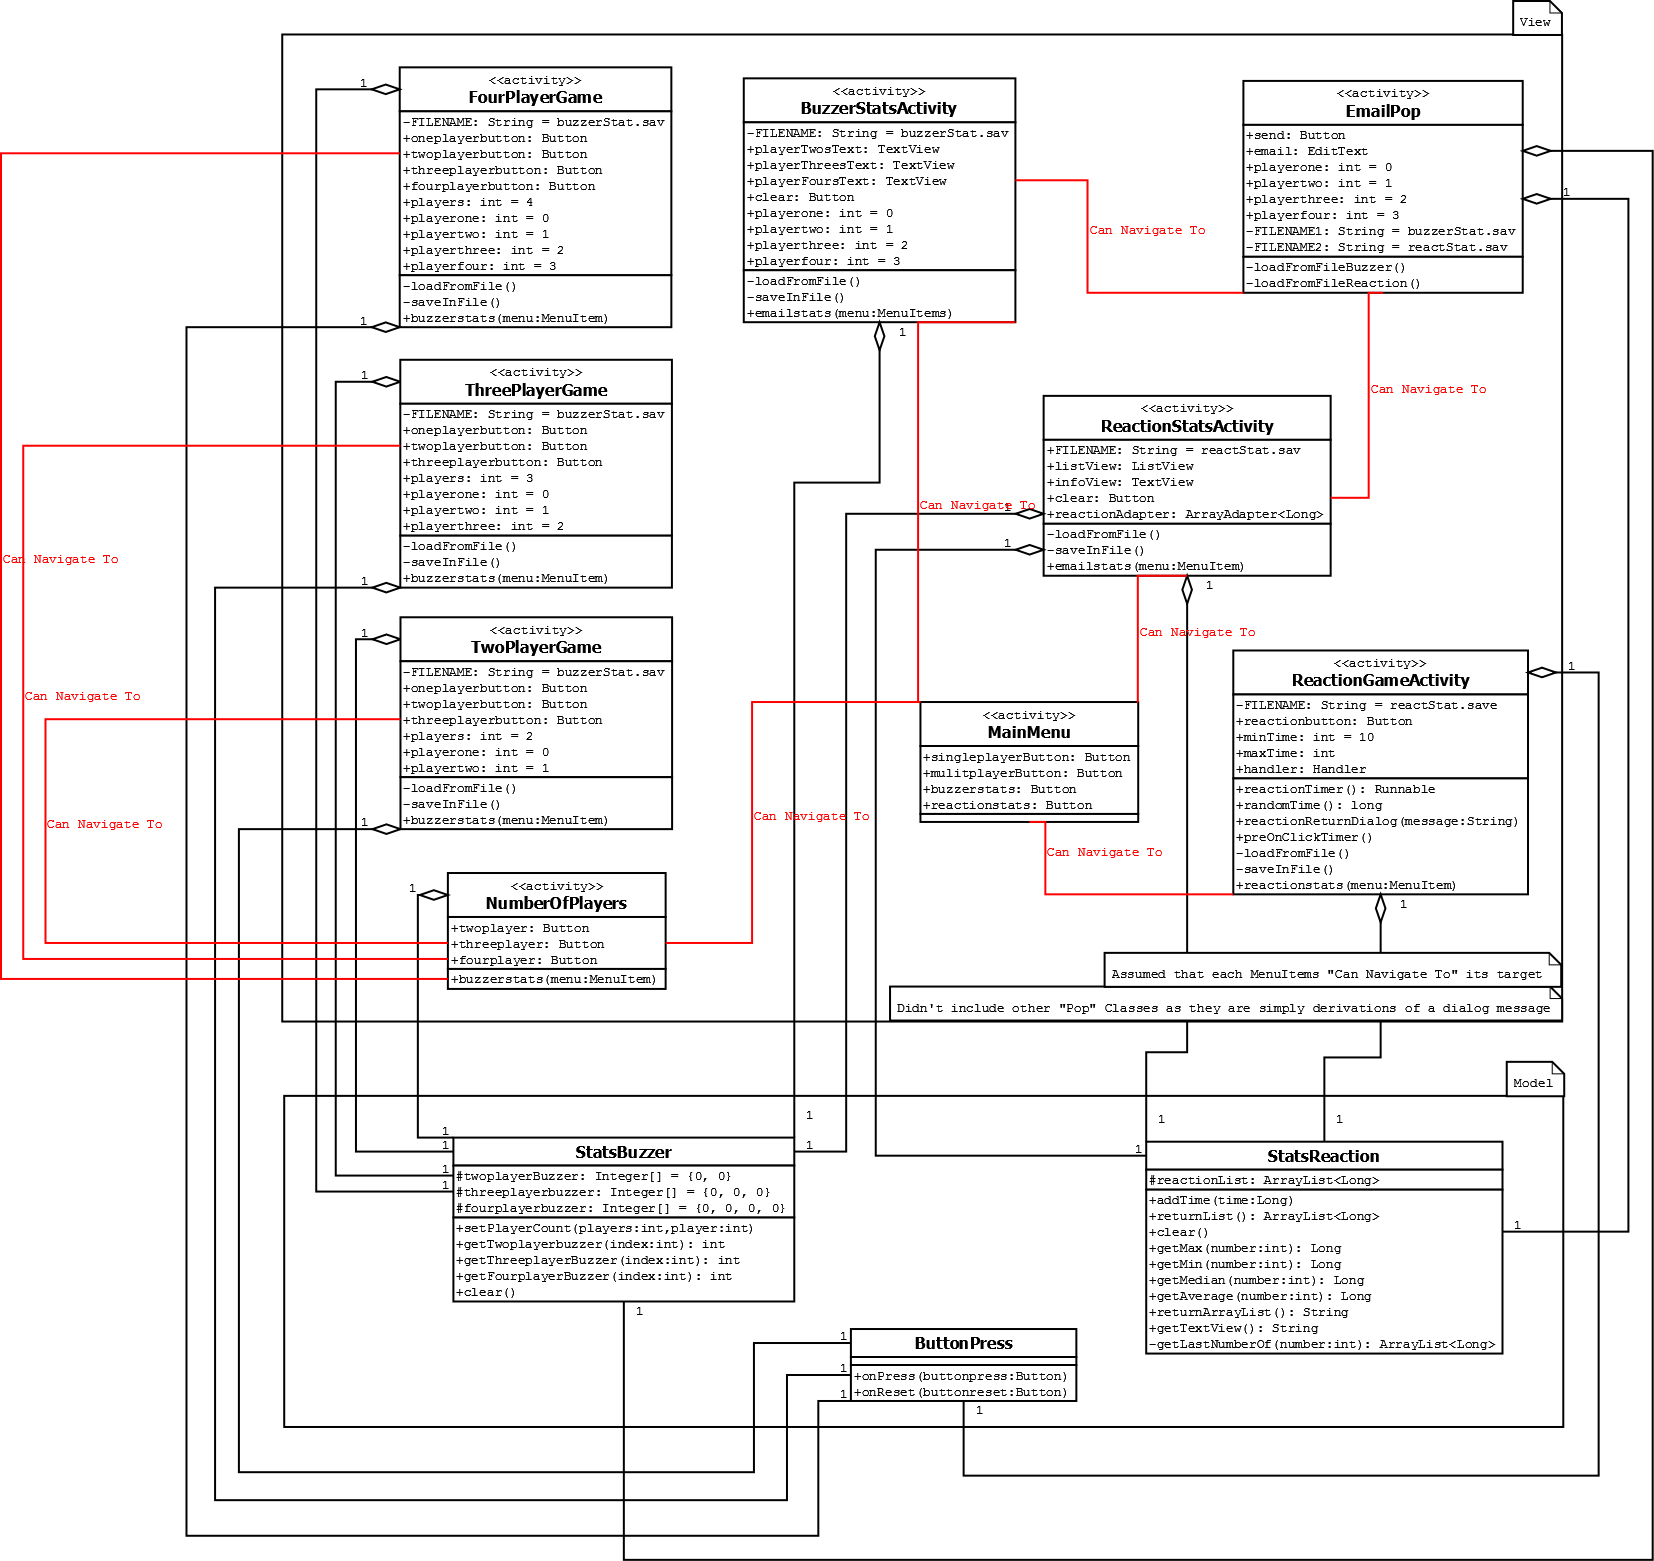 View
<<activity>>
FourPlayerGame
-FILENAME: String = buzzerStat.sav
+oneplayerbutton: Button
+twoplayerbutton: Button
+threeplayerbutton: Button
+fourplayerbutton: Button
+players: int = 4
+playerone: int = 0
+playertwo: int = 1
+playerthree: int = 2
+playerfour: int = 3
-loadFromFile()
-saveInFile()
+buzzerstats(menu:MenuItem)
1
1
<<activity>>
BuzzerStatsActivity
-FILENAME: String = buzzerStat.sav
+playerTwosText: TextView
+playerThreesText: TextView
+playerFoursText: TextView
+clear: Button
+playerone: int = 0
+playertwo: int = 1
+playerthree: int = 2
+playerfour: int = 3
-loadFromFile()
-saveInFile()
+emailstats(menu:MenuItems)
1
Can Navigate To
<<activity>>
EmailPop
+send: Button
+email: EditText
+playerone: int = 0
+playertwo: int = 1
+playerthree: int = 2
+playerfour: int = 3
-FILENAME1: String = buzzerStat.sav
-FILENAME2: String = reactStat.sav
-loadFromFileBuzzer()
-loadFromFileReaction()
1
Can Navigate To
<<activity>>
ThreePlayerGame
-FILENAME: String = buzzerStat.sav
+oneplayerbutton: Button
+twoplayerbutton: Button
+threeplayerbutton: Button
+players: int = 3
+playerone: int = 0
+playertwo: int = 1
+playerthree: int = 2
-loadFromFile()
-saveInFile()
+buzzerstats(menu:MenuItem)
1
1
<<activity>>
ReactionStatsActivity
+FILENAME: String = reactStat.sav
+listView: ListView
+infoView: TextView
+clear: Button
+reactionAdapter: ArrayAdapter<Long>
-loadFromFile()
-saveInFile()
+emailstats(menu:MenuItem)
Can Navigate To
1
1
1
Can Navigate To
Can Navigate To
<<activity>>
TwoPlayerGame
-FILENAME: String = buzzerStat.sav
+oneplayerbutton: Button
+twoplayerbutton: Button
+threeplayerbutton: Button
+players: int = 2
+playerone: int = 0
+playertwo: int = 1
-loadFromFile()
-saveInFile()
+buzzerstats(menu:MenuItem)
1
1
Can Navigate To
Can Navigate To
<<activity>>
MainMenu
+singleplayerButton: Button
+mulitplayerButton: Button
+buzzerstats: Button
+reactionstats: Button
Can Navigate To
Can Navigate To
<<activity>>
ReactionGameActivity
-FILENAME: String = reactStat.save
+reactionbutton: Button
+minTime: int = 10
+maxTime: int
+handler: Handler
+reactionTimer(): Runnable
+randomTime(): long
+reactionReturnDialog(message:String)
+preOnClickTimer()
-loadFromFile()
-saveInFile()
+reactionstats(menu:MenuItem)
1
1
<<activity>>
NumberOfPlayers
+twoplayer: Button
+threeplayer: Button
+fourplayer: Button
+buzzerstats(menu:MenuItem)
1
Assumed that each MenuItems "Can Navigate To" its target
Didn't include other "Pop" Classes as they are simply derivations of a dialog message
Model
StatsBuzzer
#twoplayerBuzzer: Integer[] = {0, 0}
#threeplayerbuzzer: Integer[] = {0, 0, 0}
#fourplayerbuzzer: Integer[] = {0, 0, 0, 0}
+setPlayerCount(players:int,player:int)
+getTwoplayerbuzzer(index:int): int
+getThreeplayerBuzzer(index:int): int
+getFourplayerBuzzer(index:int): int
+clear()
1
1
1
1
1
1
1
StatsReaction
#reactionList: ArrayList<Long>
+addTime(time:Long)
+returnList(): ArrayList<Long>
+clear()
+getMax(number:int): Long
+getMin(number:int): Long
+getMedian(number:int): Long
+getAverage(number:int): Long
+returnArrayList(): String
+getTextView(): String
-getLastNumberOf(number:int): ArrayList<Long>
1
1
1
1
ButtonPress
+onPress(buttonpress:Button)
+onReset(buttonreset:Button)
1
1
1
1